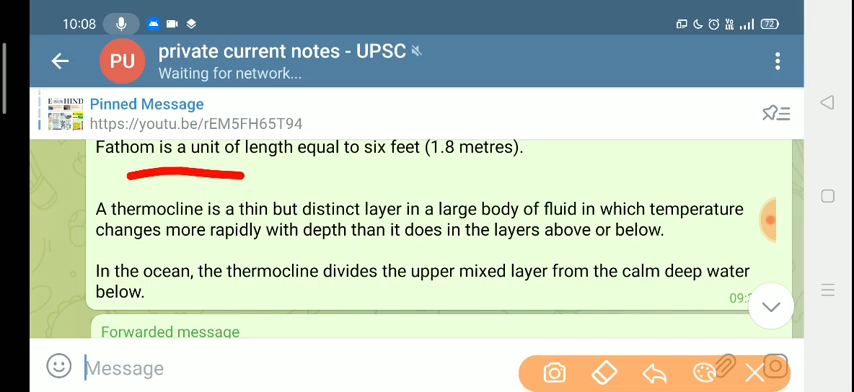 10:08
72
private current notes - UPSC
PU
Waiting for network...
Pinned Message
https://youtu.be/rEM5FH65T94
Fathom is a unit of length equal to six feet (1.8 metres).
A thermocline is a thin but distinct layer in a large body of fluid in which temperature
changes more rapidly with depth than it does in the layers above or below.
In the ocean, the thermocline divides the upper mixed layer from the calm deep water
below.
Forwarded message
Message